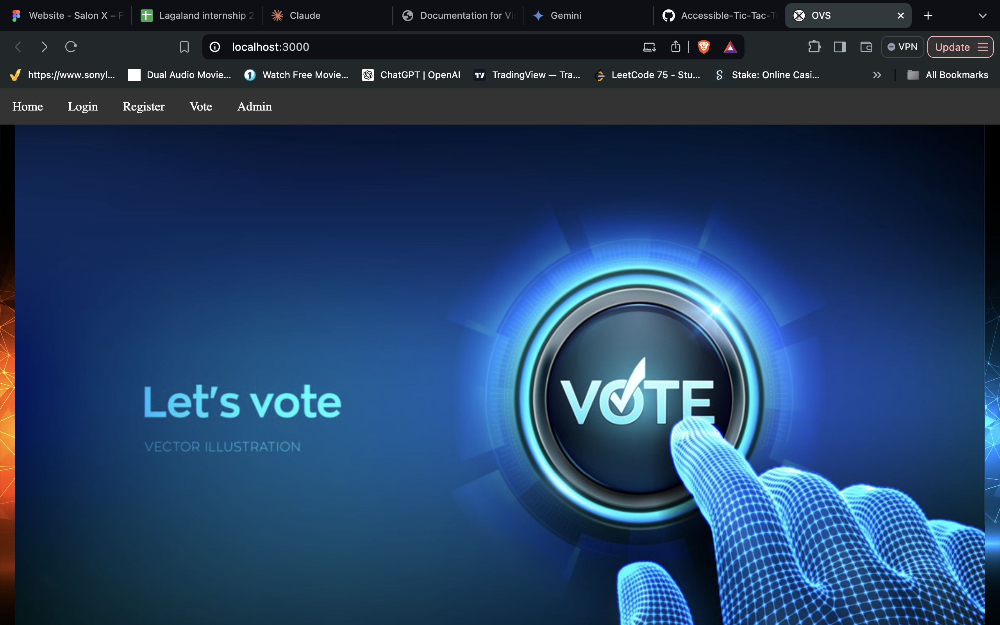 Website - Salon X – F
Lagaland internship 2
Claude
Documentation for Vis
Gemini
Accessible-Tic-Tac-T
OVS
localhost:3000
VPN
Update
https://www.sonyl...
Dual Audio Movie...
Watch Free Movie...
ChatGPT | OpenAI
TradingView — Tra...
LeetCode 75 - Stu...
Stake: Online Casi...
All Bookmarks
Home
Login
Register
Vote
Admin
Let's vote
VECTOR ILLUSTRATION
VOTE